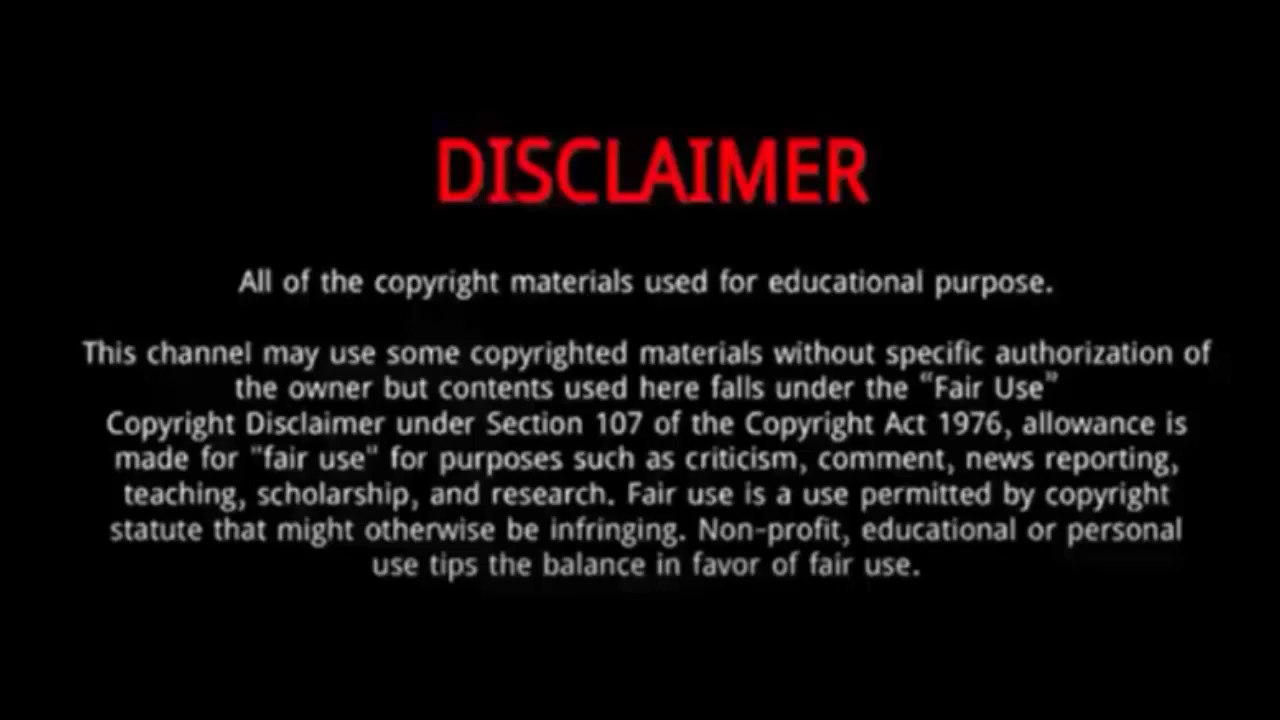 DISCLAIMER
All of the copyright materials used for educational purpose.
This channel may use some copyrighted materials without specific authorization of
the owner but contents used here falls under the “Fair Use”
Copyright Disclaimer under Section 107 of the Copyright Act 1976, allowance is
made for "fair use" for purposes such as criticism, comment, news reporting,
teaching, scholarship, and research. Fair use is a use permitted by copyright
statute that might otherwise be infringing. Non-profit, educational or personal
use tips the balance in favor of fair use.